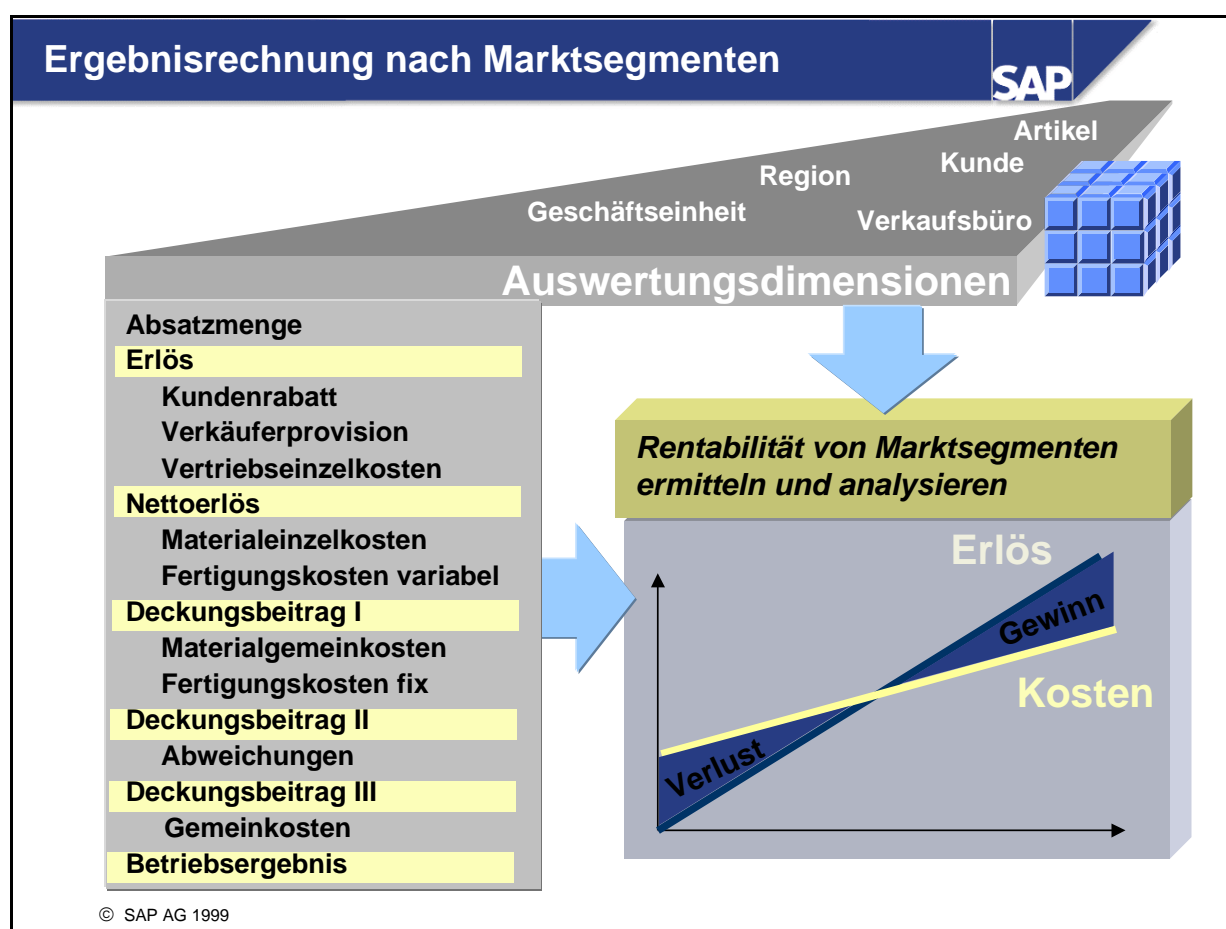 Ergebnisrechnung nach Marktsegmenten
SAP
Artikel
Kunde
Region
Geschäftseinheit
Verkaufsbüro
Auswertungsdimensionen
Absatzmenge
Erlös
Kundenrabatt
Verkäuferprovision
Vertriebseinzelkosten
Nettoerlös
Materialeinzelkosten
Fertigungskosten variabel
Deckungsbeitrag I
Materialgemeinkosten
Fertigungskosten fix
Deckungsbeitrag II
Abweichungen
Deckungsbeitrag III
Gemeinkosten
Betriebsergebnis
Rentabilität von Marktsegmenten
ermitteln und analysieren
Erlös
Gewinn
Kosten
Verlust
© SAP AG 1999